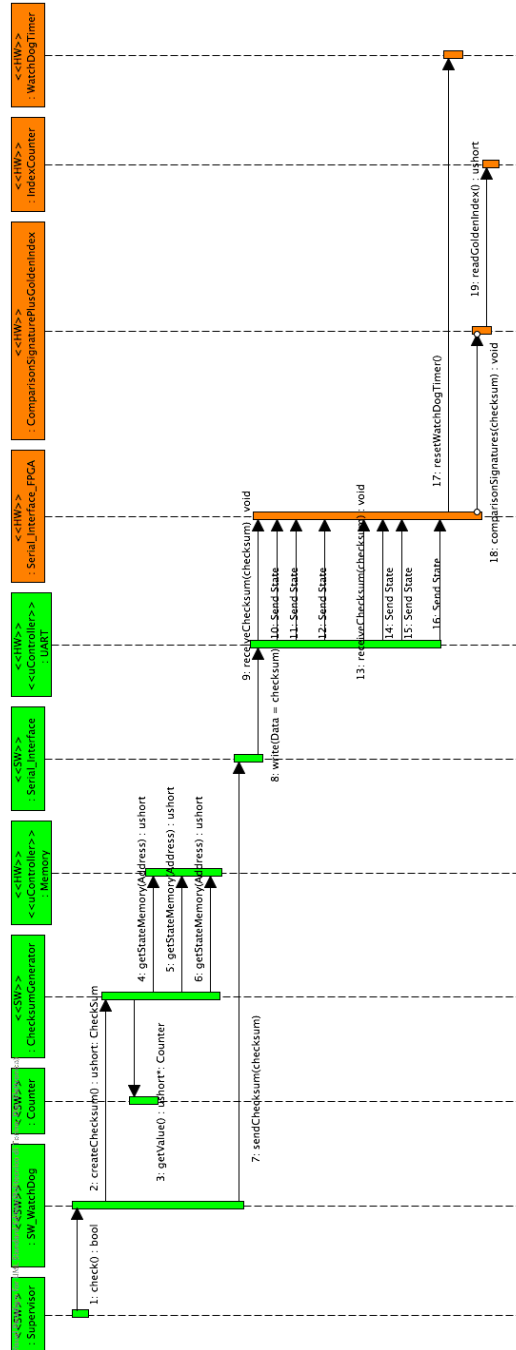 <<SW>>
: Supervisor
<<SW>>
: SW_WatchDog
<<SW>>
: Counter
<<SW>>
: ChecksumGenerator
<<HW>>
<<uController>>
: Memory
<<SW>>
: Serial_Interface
<<HW>>
<<uController>>
: UART
<<HW>>
: Serial_Interface_FPGA
<<HW>>
: ComparisonSignaturePlusGoldenIndex
<<HW>>
: IndexCounter
<<HW>>
: WatchDogTimer
1: check() : bool
2: createChecksum() : ushort: CheckSum
3: getValue() : ushort*: Counter
4: getStateMemory(Address) : ushort
5: getStateMemory(Address) : ushort
6: getStateMemory(Address) : ushort
7: sendChecksum(checksum)
8: write(Data = checksum)
9: receiveChecksum(checksum) : void
10: Send State
11: Send State
12: Send State
13: receiveChecksum(checksum) : void
14: Send State
15: Send State
16: Send State
17: resetWatchDogTimer()
18: comparisonSignatures(checksum) : void
19: readGoldenIndex() : ushort